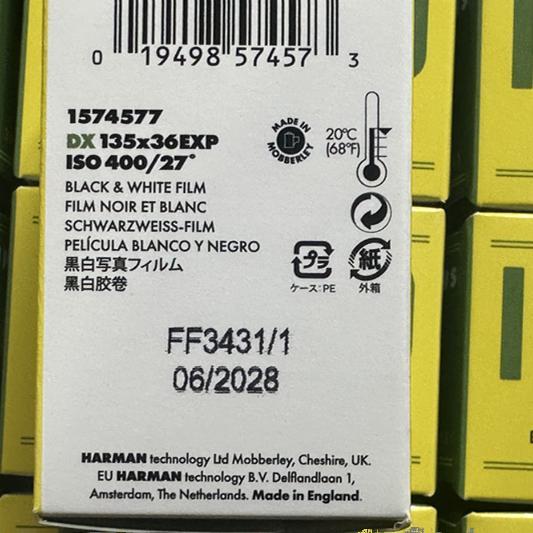 0 19498 57457 3
1574577
DX 135x36EXP
ISO 400/27°
BLACK & WHITE FILM
FILM NOIR ET BLANC
SCHWARZWEISS-FILM
PELÍCULA BLANCO Y NEGRO
黒白写真フィルム
黑白胶卷
MADE IN MOBBERLEY
20°C
(68°F)
プラ
ケース: PE
紙
外箱
FF3431/1
06/2028
HARMAN technology Ltd Mobberley, Cheshire, UK.
EU HARMAN technology B.V. Delflandlaan 1,
Amsterdam, The Netherlands. Made in England.